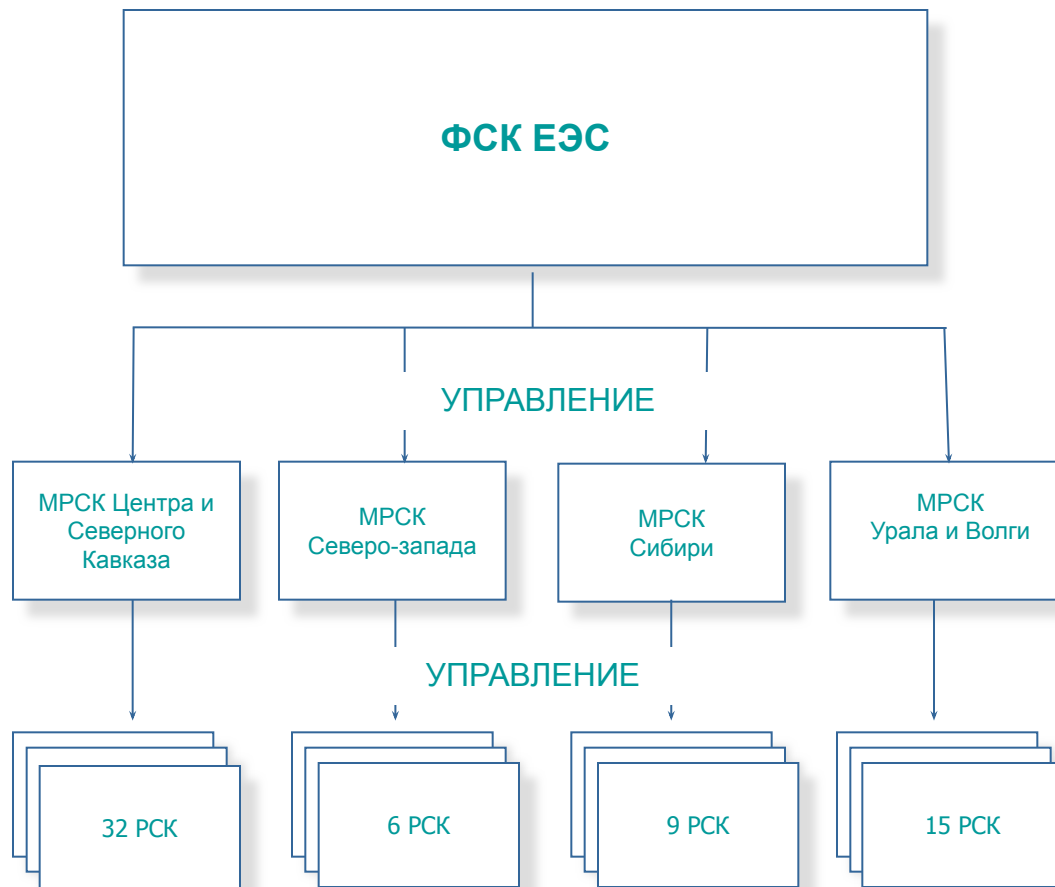 ФСК ЕЭС
УПРАВЛЕНИЕ
МРСК Центра и
Северного
Кавказа
МРСК
Северо-запада
МРСК
Сибири
МРСК
Урала и Волги
УПРАВЛЕНИЕ
32 РСК
6 РСК
9 РСК
15 РСК